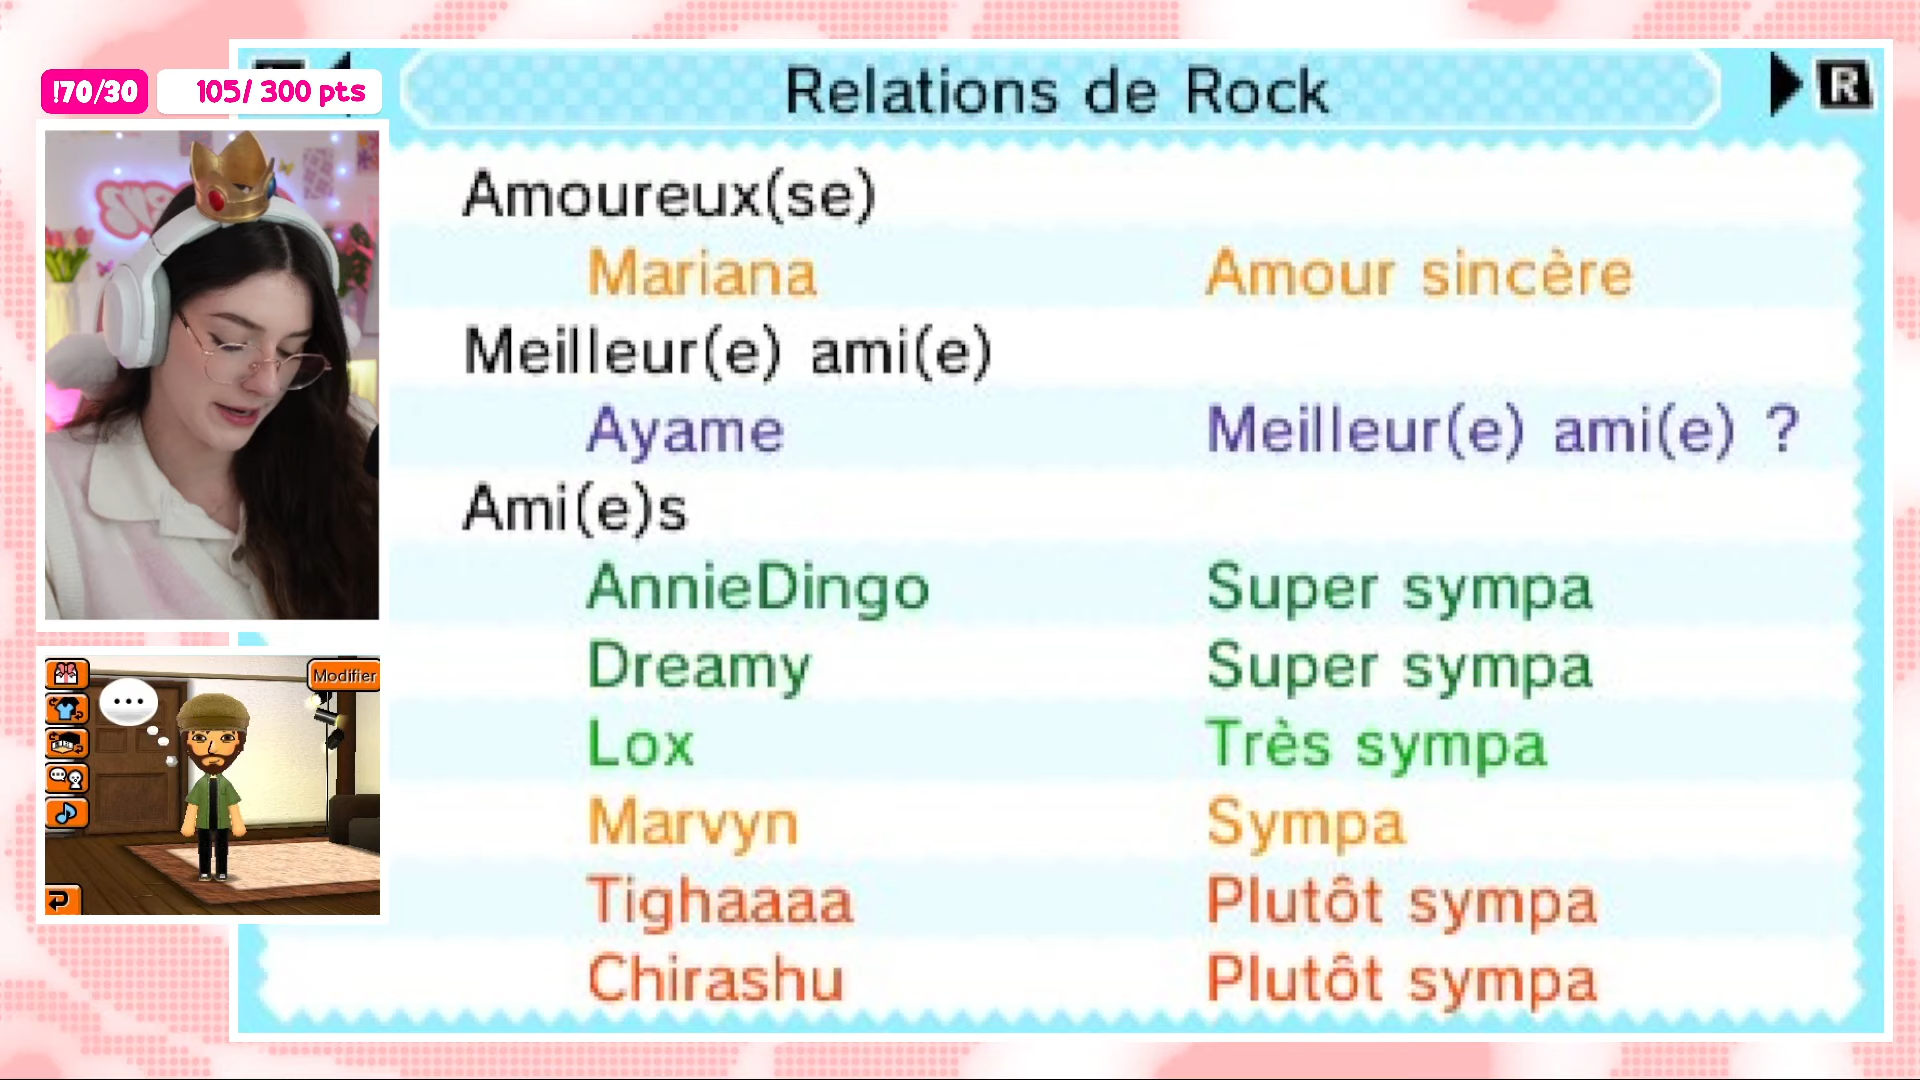 !70/30
105/ 300 pts
Relations de Rock
R
Amoureux(se)
Mariana Amour sincère
Meilleur(e) ami(e)
Ayame Meilleur(e) ami(e) ?
Ami(e)s
AnnieDingo Super sympa
Dreamy Super sympa
Lox Très sympa
Marvyn Sympa
Tighaaaa Plutôt sympa
Chirashu Plutôt sympa
Modifier
...